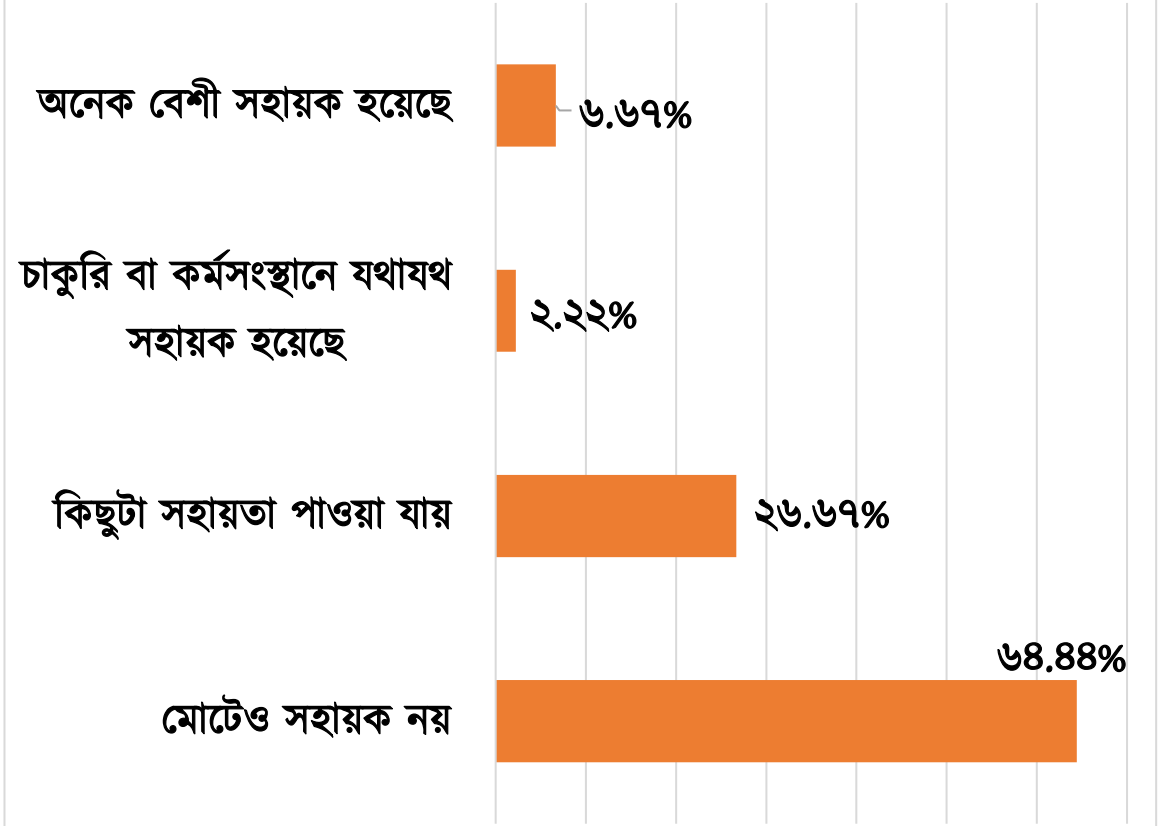 অনেক বেশী সহায়ক হয়েছে
৬.৬৭%
চাকুরি বা কর্মসংস্থানে যথাযথ
সহায়ক হয়েছে
২.২২%
কিছুটা সহায়তা পাওয়া যায়
২৬.৬৭%
মোটেও সহায়ক নয়
৬৪.৪৪%